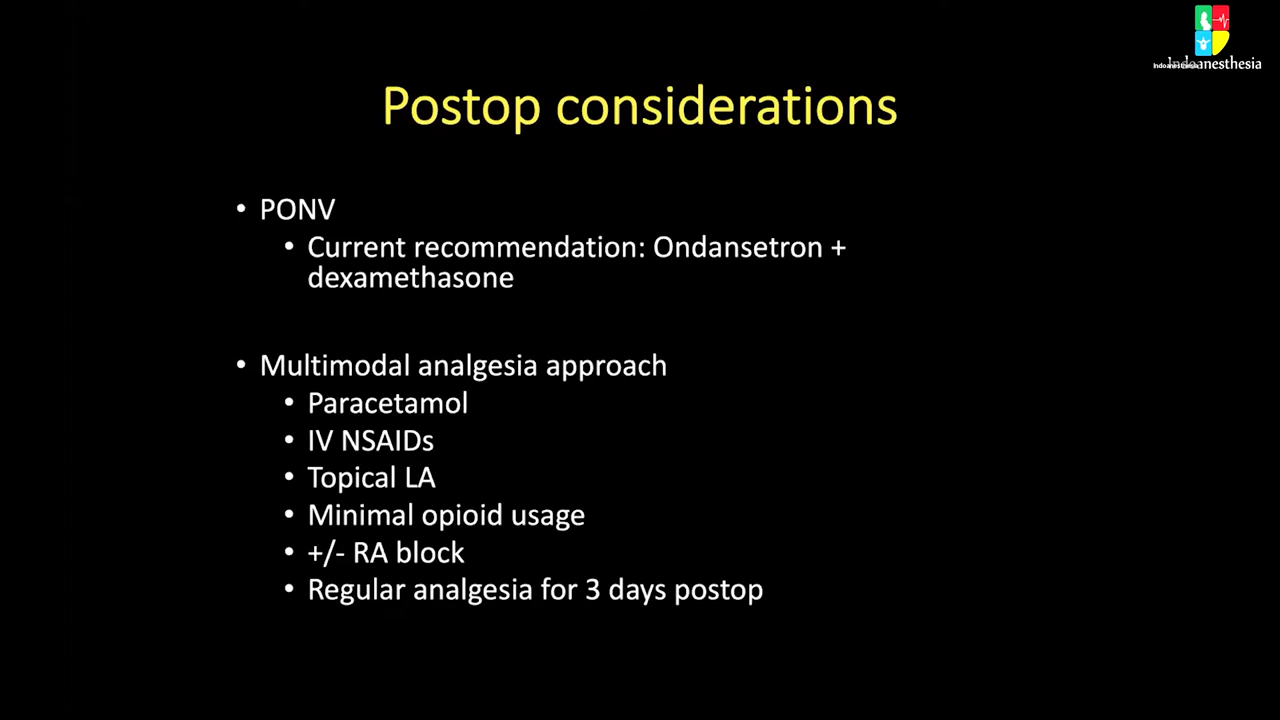 Indoanesthesia
Postop considerations
• PONV
• Current recommendation: Ondansetron +
dexamethasone
• Multimodal analgesia approach
• Paracetamol
• IV NSAIDs
• Topical LA
• Minimal opioid usage
• +/- RA block
• Regular analgesia for 3 days postop